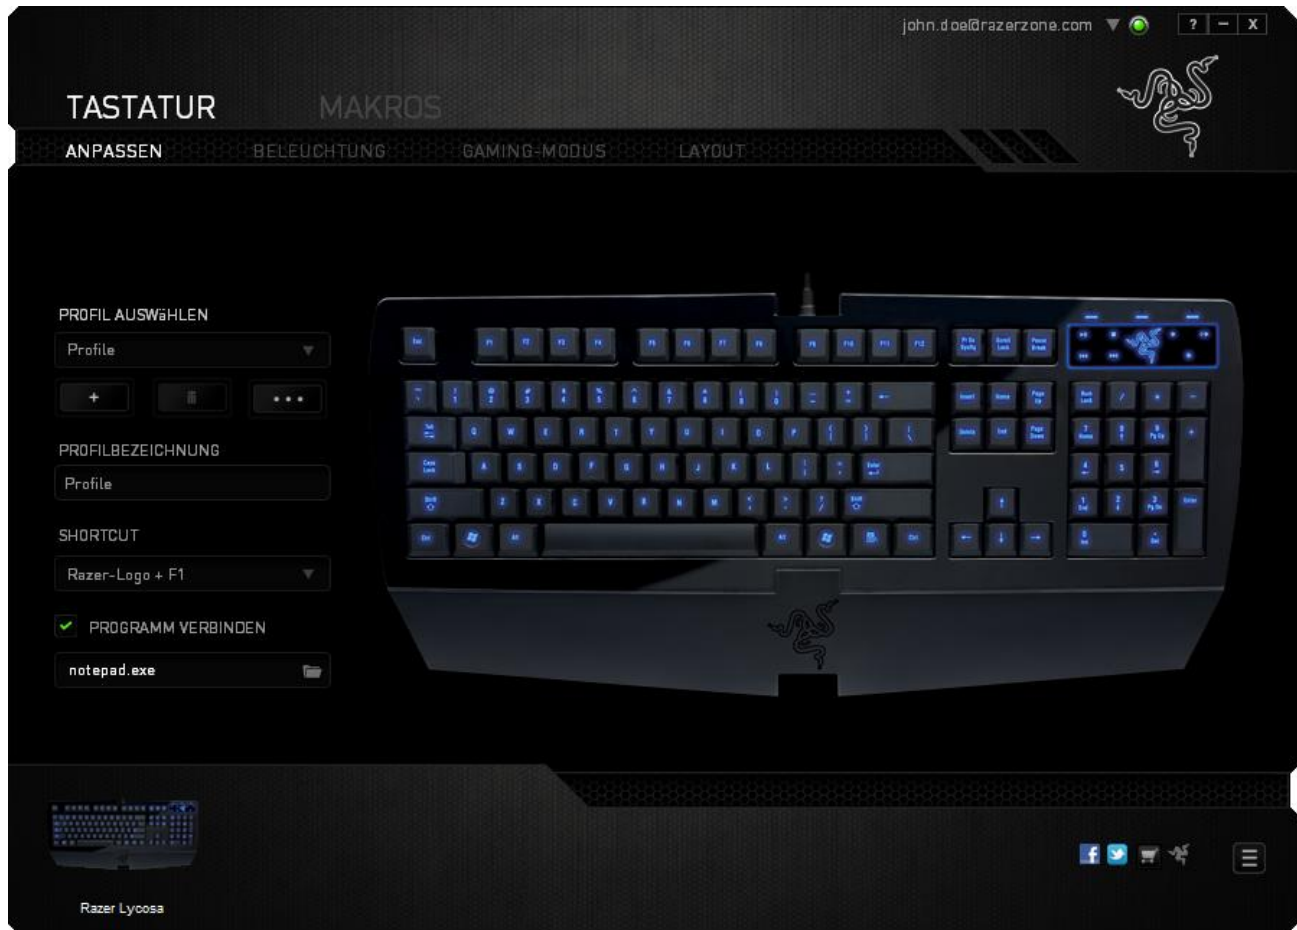 john.doe@razerzone.com
? – X
TASTATUR MAKROS
ANPASSEN BELEUCHTUNG GAMING-MODUS LAYOUT
PROFIL AUSWäHLEN
Profile
+ •••
PROFILBEZEICHNUNG
Profile
SHORTCUT
Razer-Logo + F1
PROGRAMM VERBINDEN
notepad.exe
Razer Lycosa